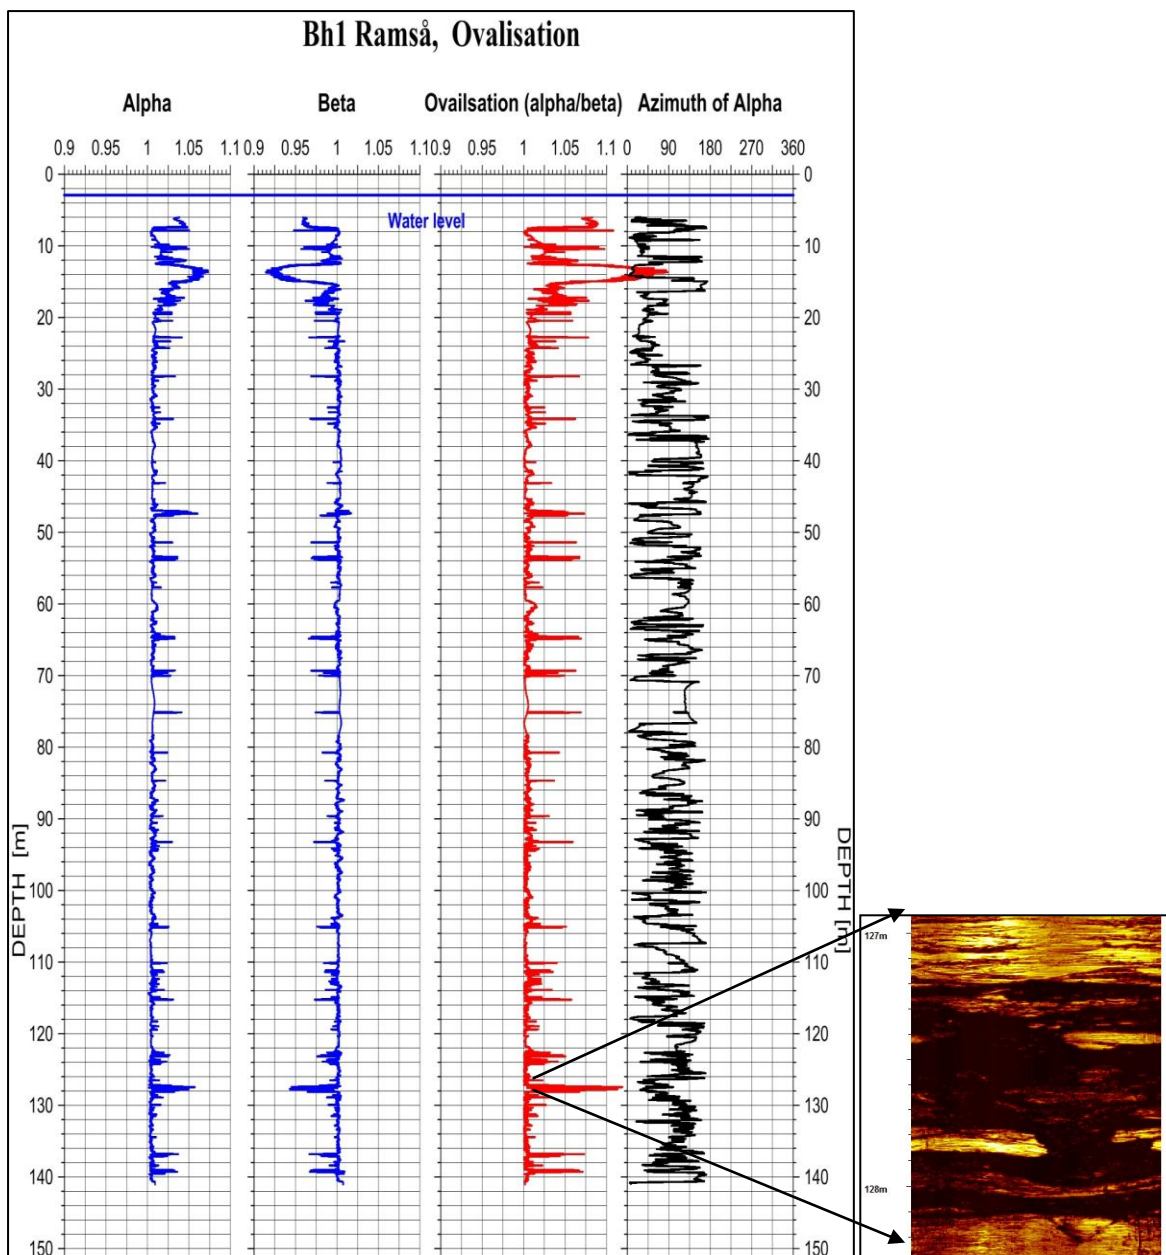 Bh1 Ramså, Ovalisation
Alpha Beta Ovailsation (alpha/beta) Azimuth of Alpha
0.9 0.95 1 1.05 1.1 0.9 0.95 1 1.05 1.1 0.9 0.95 1 1.05 1.1 0 90 180 270 360
0 0
Water level
10 10
20 20
30 30
40 40
50 50
60 60
70 70
80 80
90 90
100 100
110 110
120 120
130 130
140 140
150 150
DEPTH [m]
DEPTH [m]
127m
128m